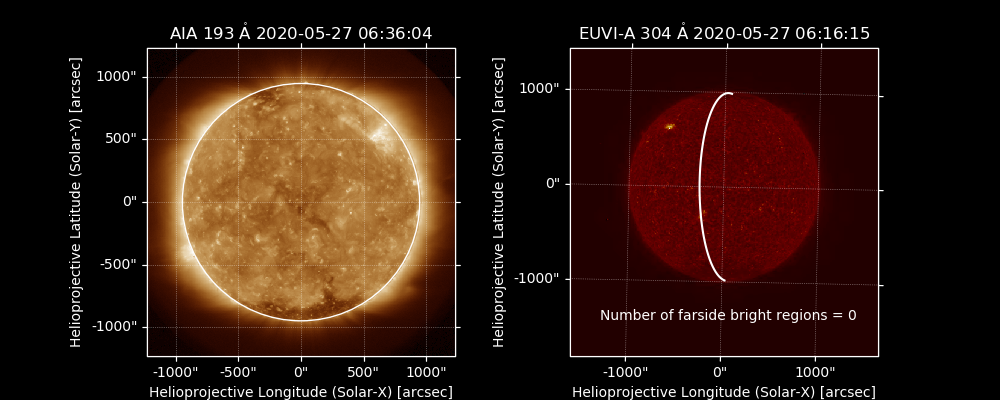 AIA 193 Å 2020-05-27 06:36:04
Helioprojective Latitude (Solar-Y) [arcsec]
1000"
500"
0"
-500"
-1000"
-1000"
-500"
0"
500"
1000"
Helioprojective Longitude (Solar-X) [arcsec]
EUVI-A 304 Å 2020-05-27 06:16:15
Helioprojective Latitude (Solar-Y) [arcsec]
1000"
0"
-1000"
Number of farside bright regions = 0
-1000"
0"
1000"
Helioprojective Longitude (Solar-X) [arcsec]